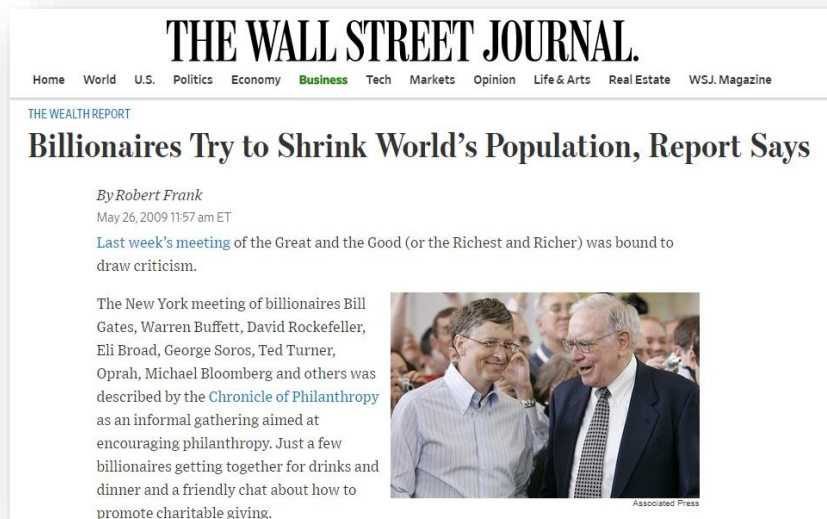 THE WALL STREET JOURNAL.
Home World U.S. Politics Economy Business Tech Markets Opinion Life & Arts Real Estate WSJ. Magazine
THE WEALTH REPORT
Billionaires Try to Shrink World's Population, Report Says
By Robert Frank
May 26, 2009 11:57 am ET
Last week's meeting of the Great and the Good (or the Richest and Richer) was bound to
draw criticism.
The New York meeting of billionaires Bill
Gates, Warren Buffett, David Rockefeller,
Eli Broad, George Soros, Ted Turner,
Oprah, Michael Bloomberg and others was
described by the Chronicle of Philanthropy
as an informal gathering aimed at
encouraging philanthropy. Just a few
billionaires getting together for drinks and
dinner and a friendly chat about how to
promote charitable giving.
Associated Press